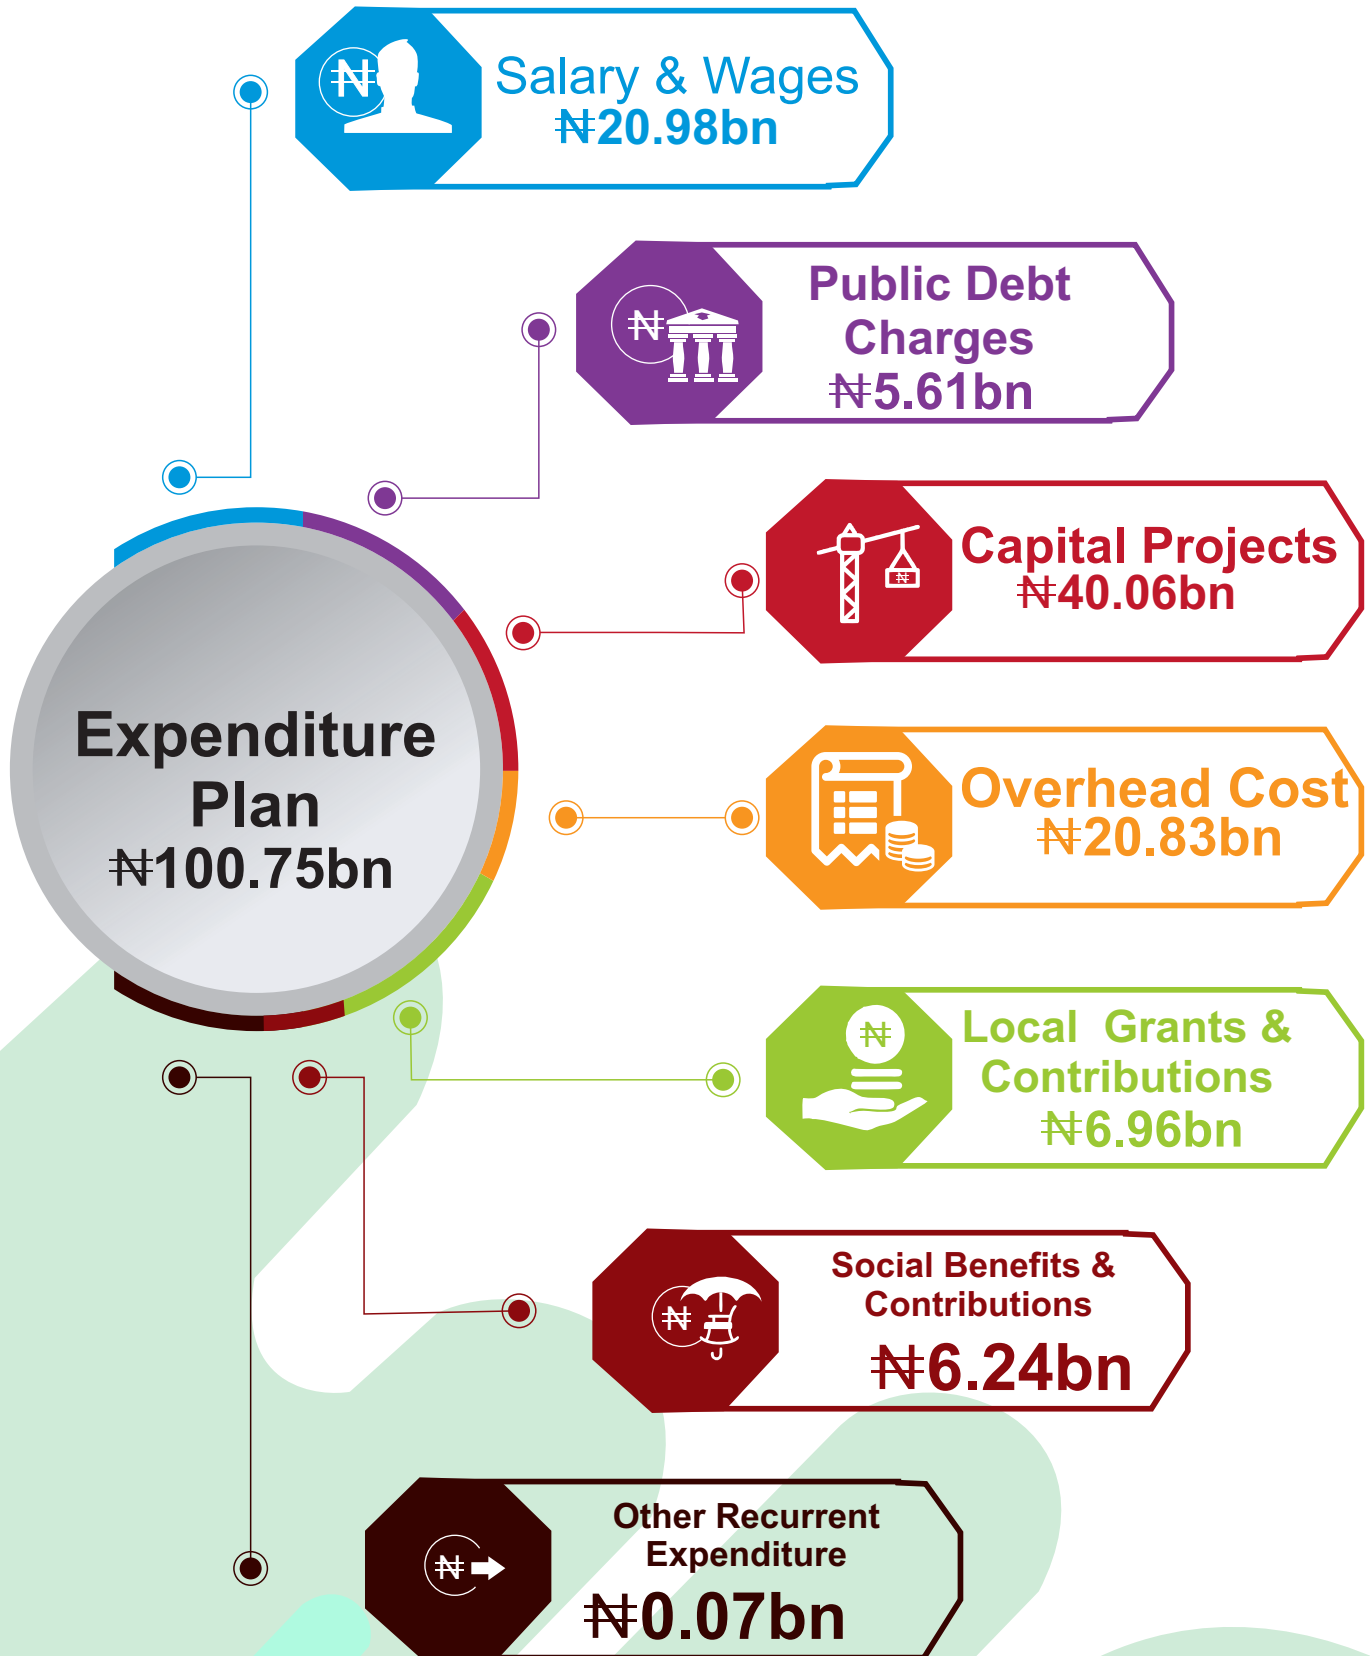 Salary & Wages
₦20.98bn
Public Debt
Charges
₦5.61bn
Capital Projects
₦40.06bn
Expenditure
Plan
₦100.75bn
Overhead Cost
₦20.83bn
Local Grants &
Contributions
₦6.96bn
Social Benefits &
Contributions
₦6.24bn
Other Recurrent
Expenditure
₦0.07bn